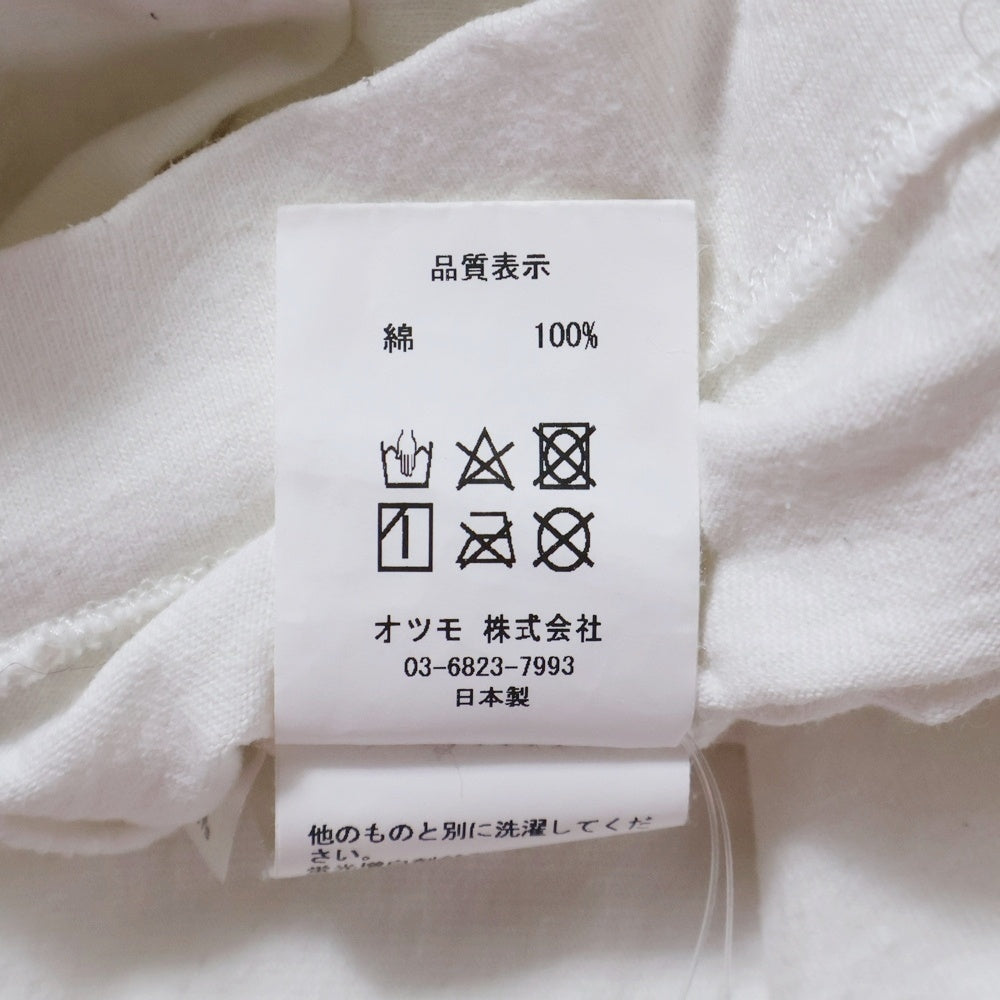 品質表示
綿 100%
オツモ 株式会社
03-6823-7993
日本製
他のものと別に洗濯してくだ
さい。